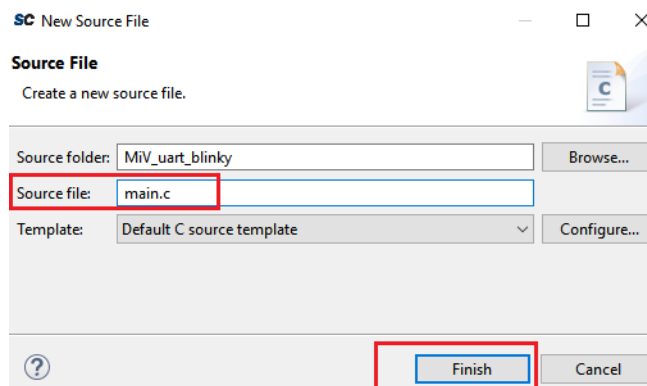 SC New Source File
Source File
Create a new source file.
C
Source folder: MiV_uart_blinky Browse...
Source file: main.c
Template: Default C source template Configure...
? Finish Cancel